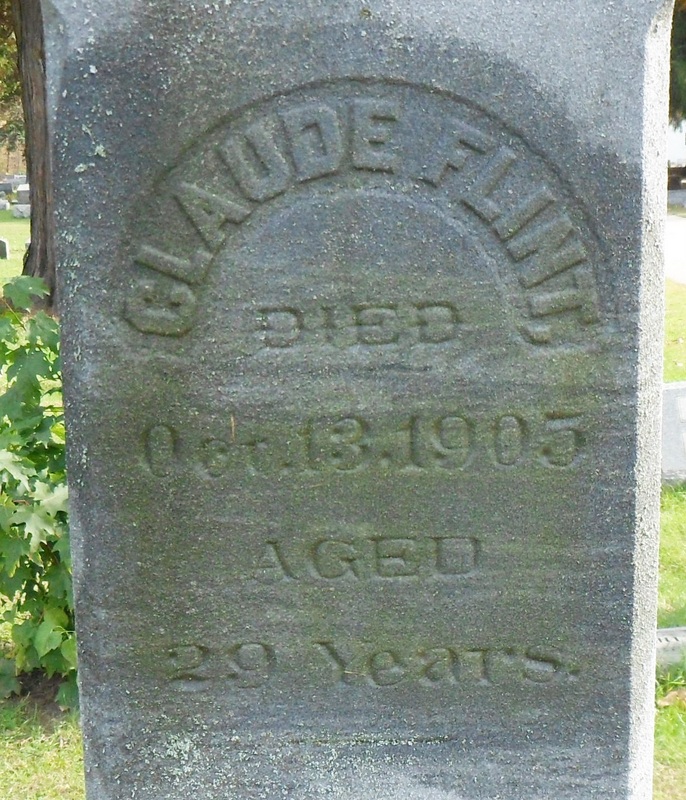 CLAUDE FLINT.
DIED
Oct. 13. 1905
AGED
29 Years.